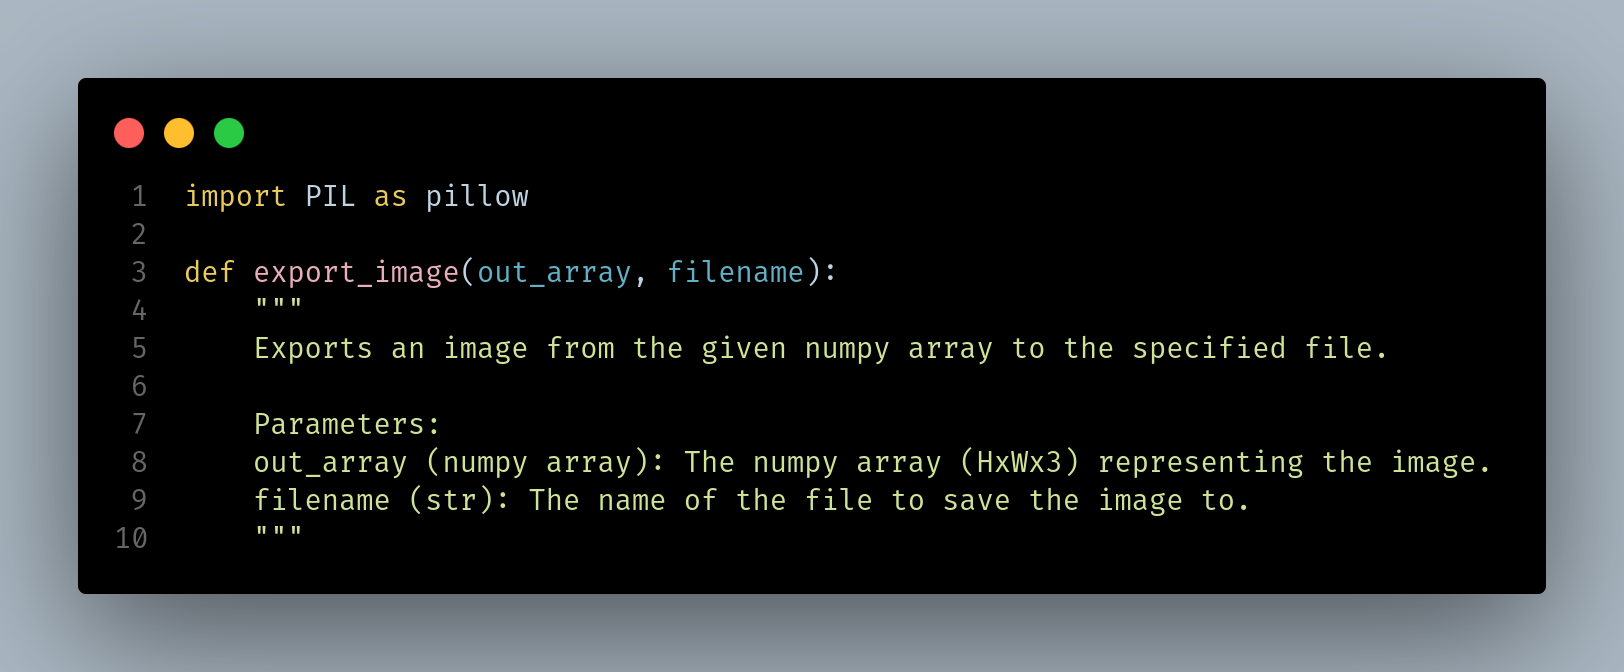 1 import PIL as pillow
2
3 def export_image(out_array, filename):
4     """
5     Exports an image from the given numpy array to the specified file.
6
7     Parameters:
8     out_array (numpy array): The numpy array (HxWx3) representing the image.
9     filename (str): The name of the file to save the image to.
10     """